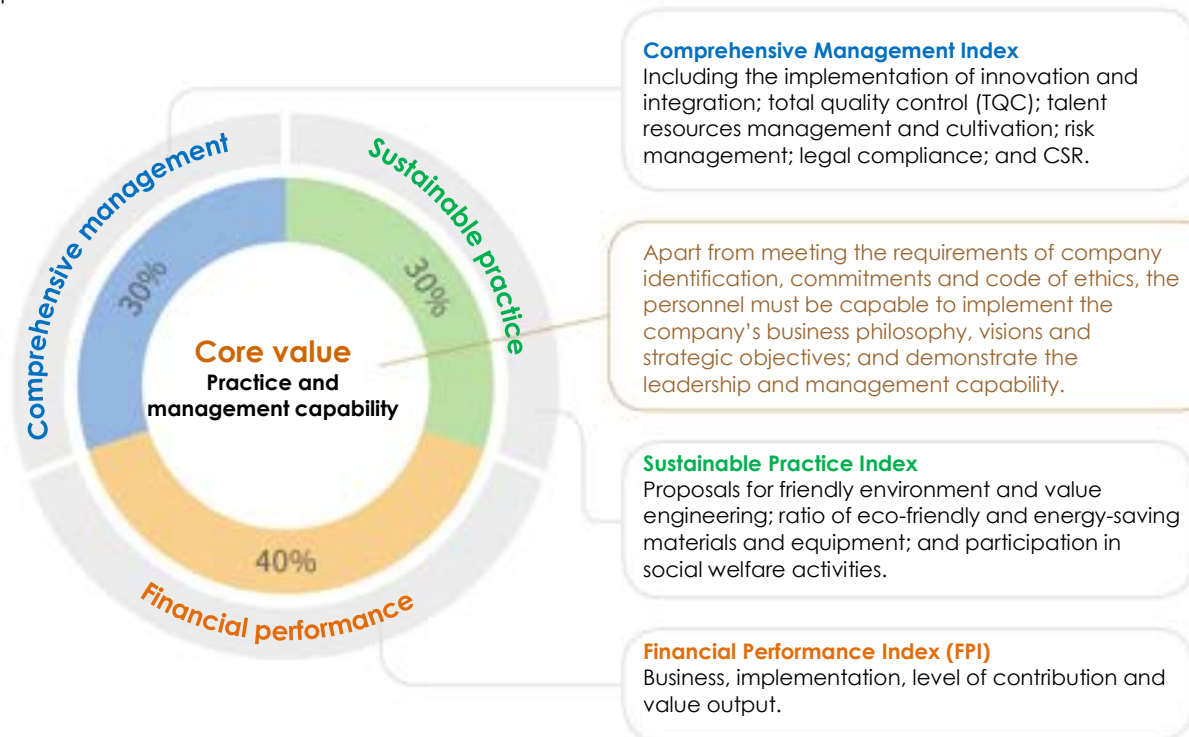 Comprehensive management
Sustainable practice
30%
30%
Core value
Practice and
management capability
40%
Financial performance
Comprehensive Management Index
Including the implementation of innovation and
integration; total quality control (TQC); talent
resources management and cultivation; risk
management; legal compliance; and CSR.
Apart from meeting the requirements of company
identification, commitments and code of ethics, the
personnel must be capable to implement the
company’s business philosophy, visions and
strategic objectives; and demonstrate the
leadership and management capability.
Sustainable Practice Index
Proposals for friendly environment and value
engineering; ratio of eco-friendly and energy-saving
materials and equipment; and participation in
social welfare activities.
Financial Performance Index (FPI)
Business, implementation, level of contribution and
value output.